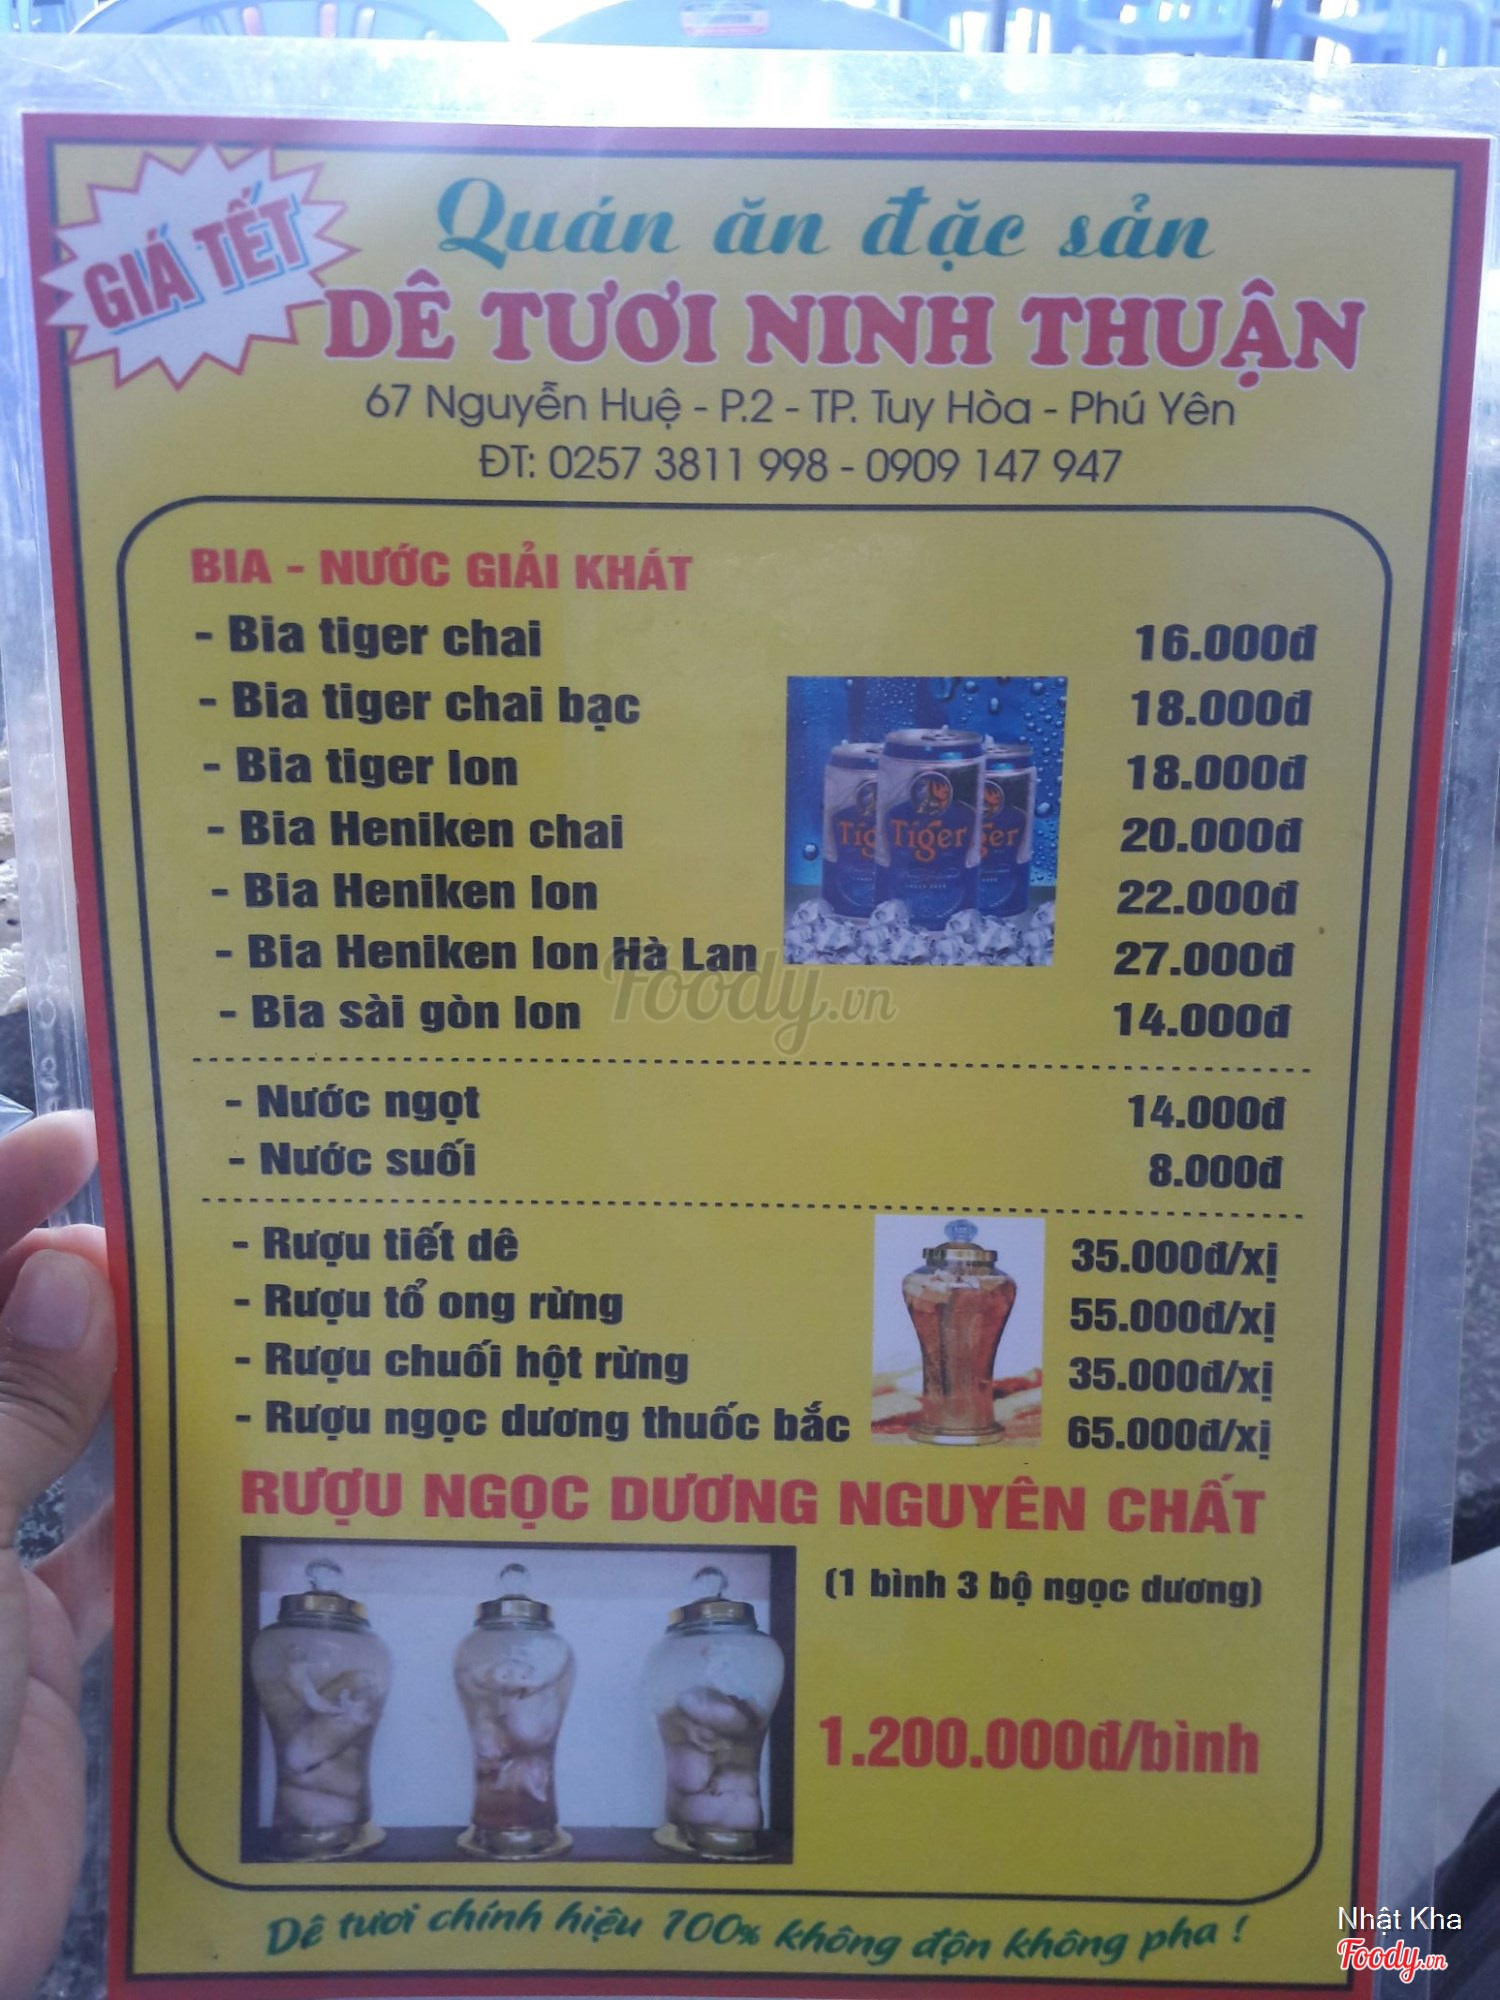 GIÁ TẾT
Quán ăn đặc sản
DÊ TƯƠI NINH THUẬN
67 Nguyễn Huệ - P.2 - TP. Tuy Hòa - Phú Yên
ĐT: 0257 3811 998 - 0909 147 947
BIA - NƯỚC GIẢI KHÁT
- Bia tiger chai 16.000đ
- Bia tiger chai bạc 18.000đ
- Bia tiger lon 18.000đ
- Bia Heniken chai 20.000đ
- Bia Heniken lon 22.000đ
- Bia Heniken lon Hà Lan 27.000đ
- Bia sài gòn lon 14.000đ
Tiger
Foody.vn
- Nước ngọt 14.000đ
- Nước suối 8.000đ
- Rượu tiết dê 35.000đ/xị
- Rượu tổ ong rừng 55.000đ/xị
- Rượu chuối hột rừng 35.000đ/xị
- Rượu ngọc dương thuốc bắc 65.000đ/xị
RƯỢU NGỌC DƯƠNG NGUYÊN CHẤT
(1 bình 3 bộ ngọc dương)
1.200.000đ/bình
Dê tươi chính hiệu 100% không độn không pha !
Nhật Kha
Foody.vn